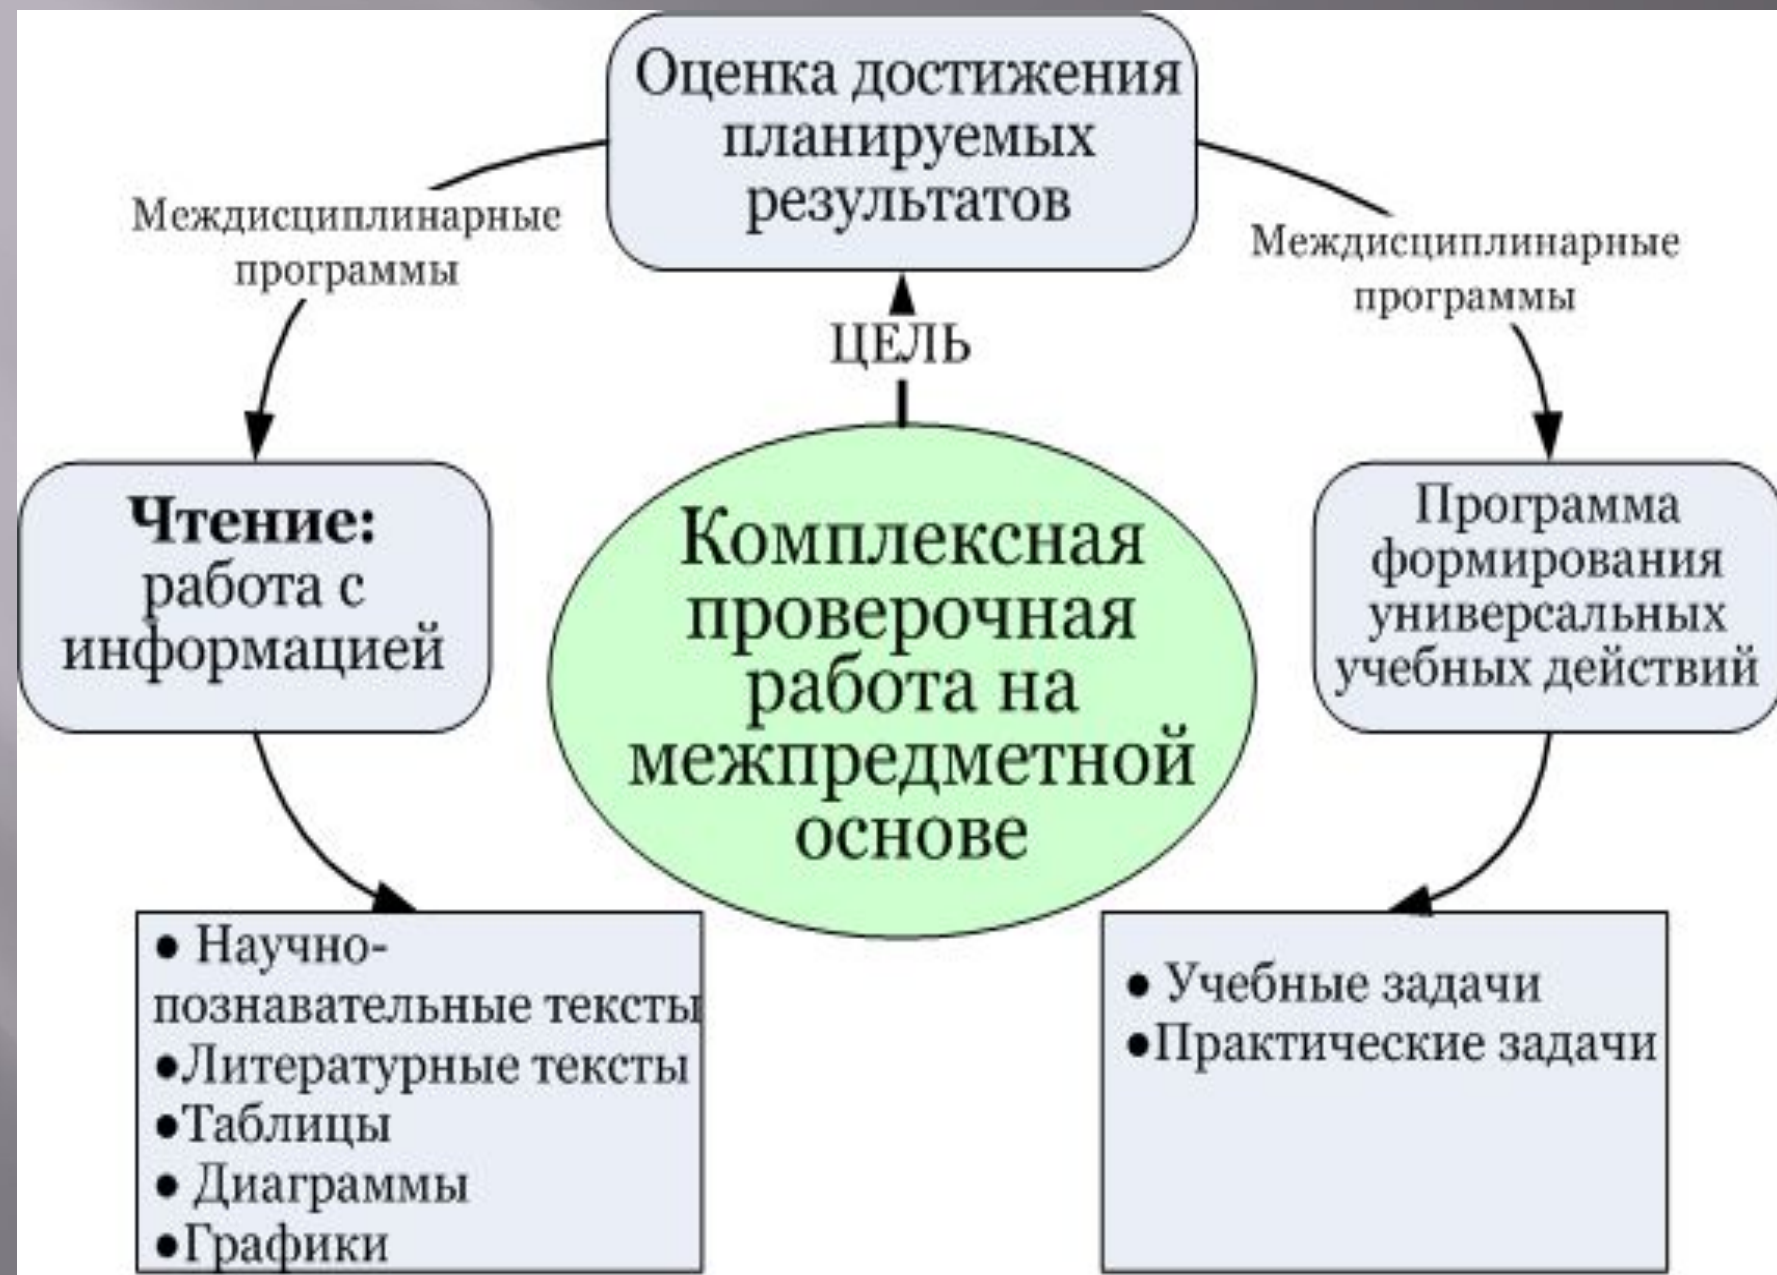 Оценка достижения
планируемых
результатов
Междисциплинарные
программы
Междисциплинарные
программы
ЦЕЛЬ
Чтение:
работа с
информацией
Комплексная
проверочная
работа на
межпредметной
основе
Программа
формирования
универсальных
учебных действий
● Научно-
познавательные тексты
●Литературные тексты
●Таблицы
● Диаграммы
●Графики
● Учебные задачи
●Практические задачи